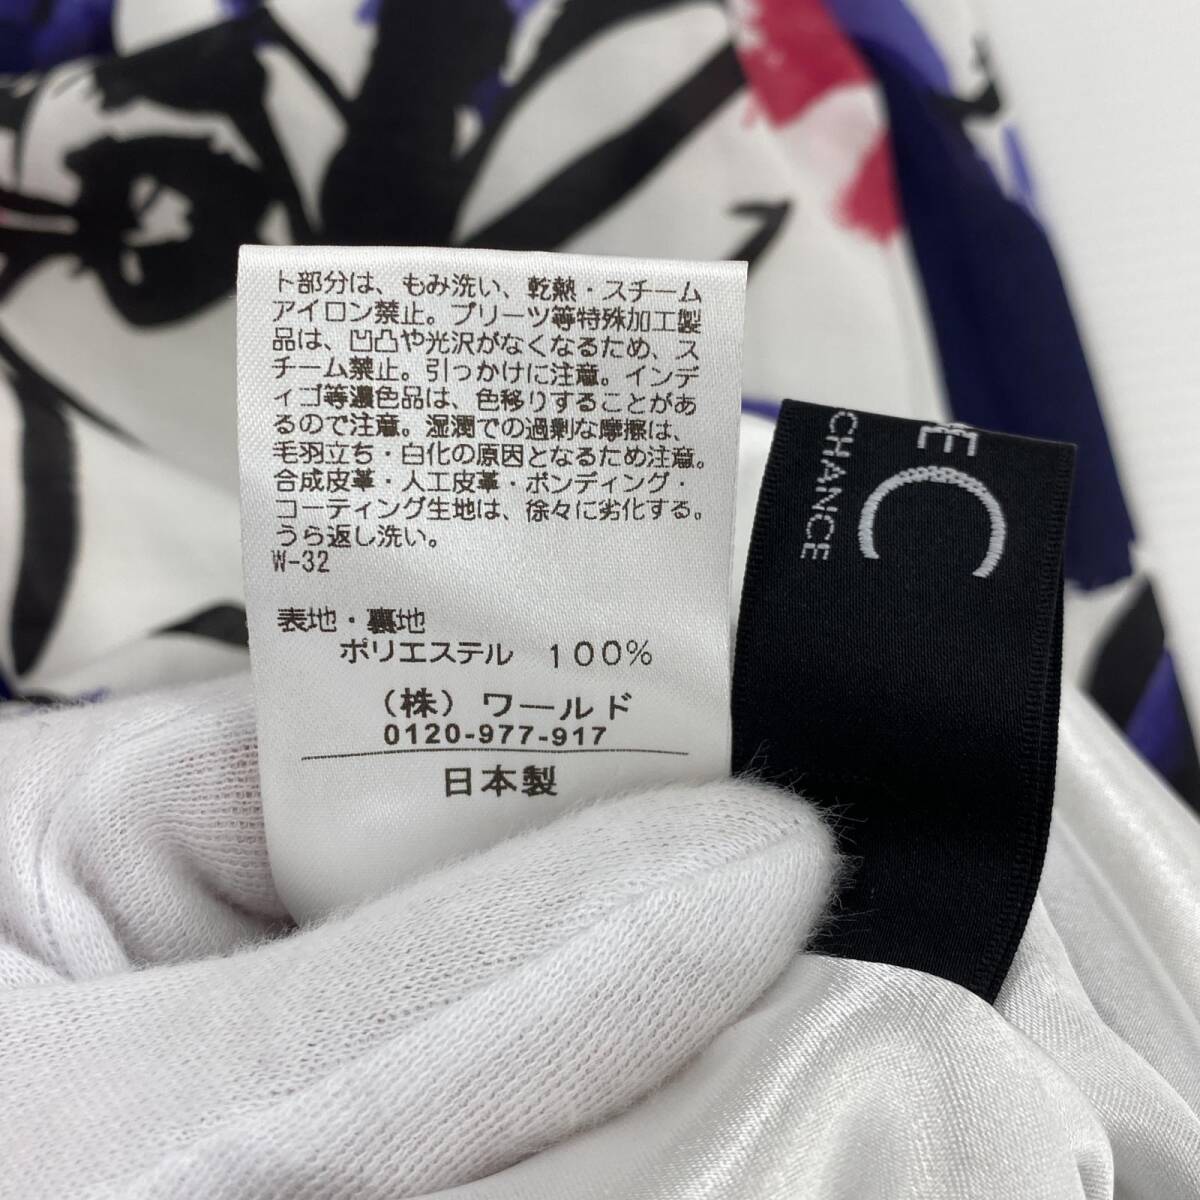 ト部分は、もみ洗い、乾熱・スチーム
アイロン禁止。プリーツ等特殊加工製
品は、凹凸や光沢がなくなるため、ス
チーム禁止。引っかけに注意。インデ
ィゴ等濃色品は、色移りすることがあ
るので注意。湿潤での過剰な摩擦は、
毛羽立ち・白化の原因となるため注意。
合成皮革・人工皮革・ボンディング・
コーティング生地は、徐々に劣化する。
うら返し洗い。
W-32
表地・裏地
ポリエステル 100%
(株) ワールド
0120-977-917
日本製
C
CHANCE